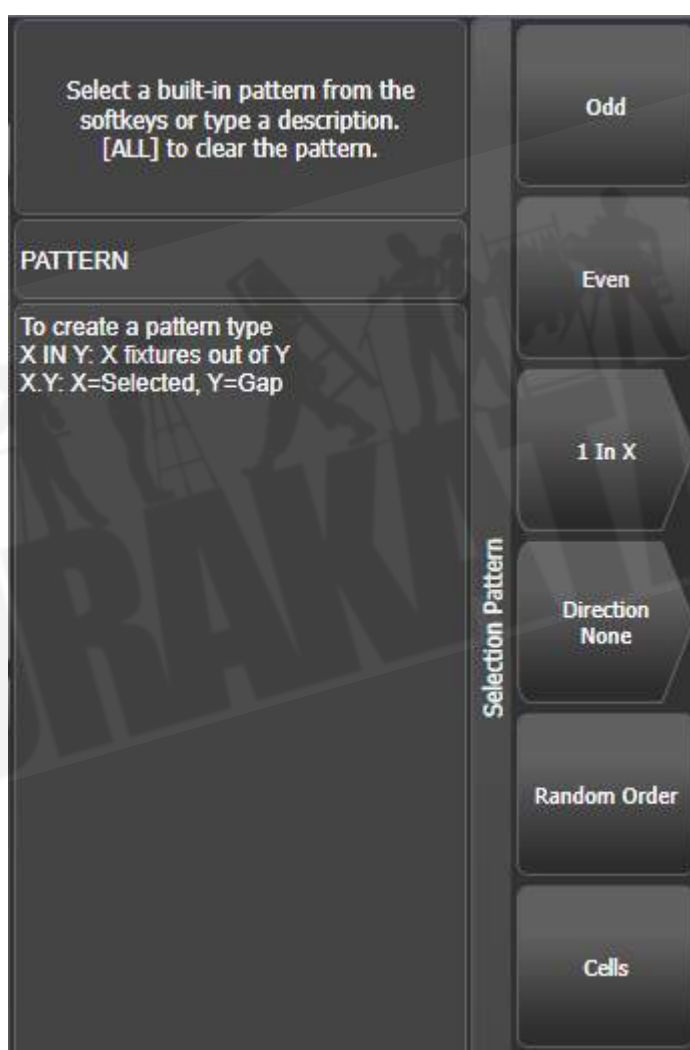 Select a built-in pattern from the
softkeys or type a description.
[ALL] to clear the pattern.
PATTERN
To create a pattern type
X IN Y: X fixtures out of Y
X.Y: X=Selected, Y=Gap
Selection Pattern
Odd
Even
1 In X
Direction
None
Random Order
Cells